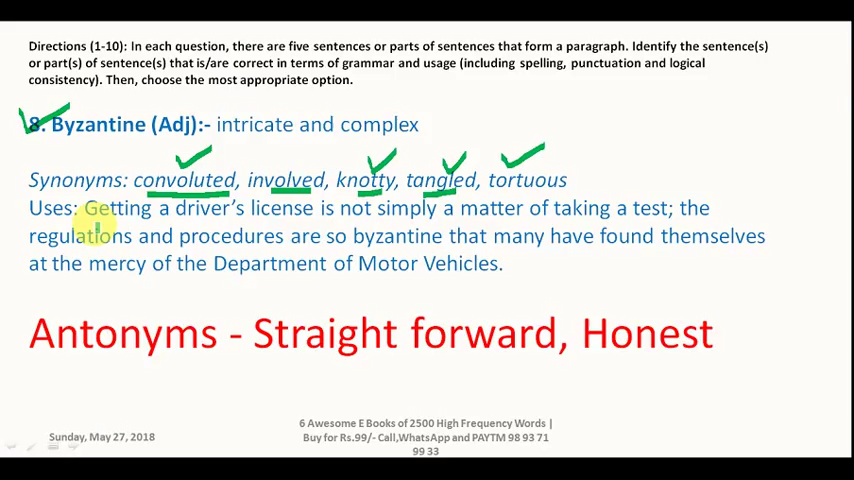 Directions (1-10): In each question, there are five sentences or parts of sentences that form a paragraph. Identify the sentence(s)
or part(s) of sentence(s) that is/are correct in terms of grammar and usage (including spelling, punctuation and logical
consistency). Then, choose the most appropriate option.
8. Byzantine (Adj):- intricate and complex
Synonyms: convoluted, involved, knotty, tangled, tortuous
Uses: Getting a driver's license is not simply a matter of taking a test; the
regulations and procedures are so byzantine that many have found themselves
at the mercy of the Department of Motor Vehicles.
Antonyms - Straight forward, Honest
6 Awesome E Books of 2500 High Frequency Words |
Sunday, May 27, 2018
Buy for Rs.99/- Call,WhatsApp and PAYTM 98 93 71
99 33